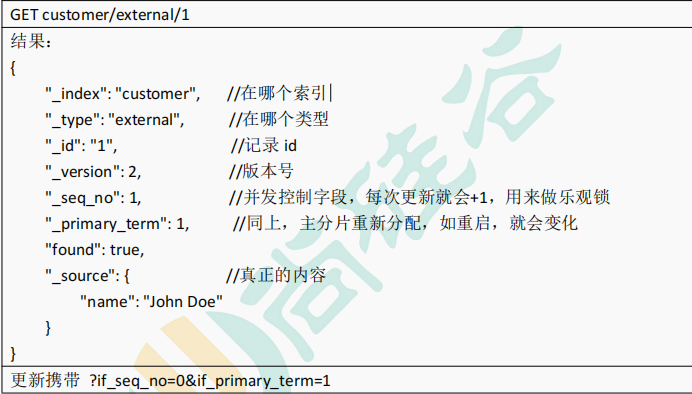 GET customer/external/1
结果：
{
"_index": "customer", //在哪个索引
"_type": "external", //在哪个类型
"_id": "1", //记录 id
"_version": 2, //版本号
"_seq_no": 1, //并发控制字段，每次更新就会+1，用来做乐观锁
"_primary_term": 1, //同上，主分片重新分配，如重启，就会变化
"found": true,
"_source": { //真正的内容
"name": "John Doe"
}
}
更新携带 ?if_seq_no=0&if_primary_term=1
尚硅谷